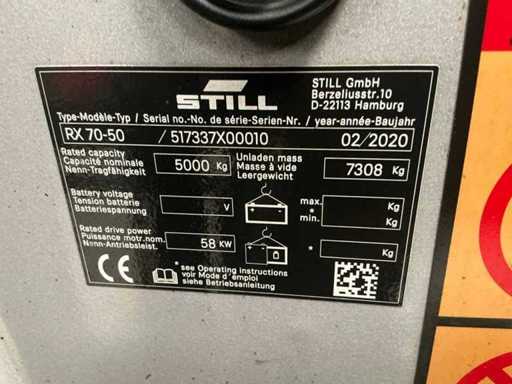 STILL
STILL GmbH
Berzeliusstr.10
D-22113 Hamburg
Type-Modèle-Typ / Serial no.-No. de série-Serien-Nr. / year-année-Baujahr
RX 70-50 / 517337X00010 02/2020
Rated capacity
Capacité nominale
Nenn-Tragfähigkeit
5000 Kg
Unladen mass
Masse à vide
Leergewicht
7308 Kg
Battery voltage
Tension batterie
Batteriespannung
V
max. Kg
*
min. Kg
Rated drive power
Puissance motr.nom.
Nenn-Antriebsleist.
58 KW
* Kg
CE
*see Operating instructions
voir Mode d'emploi
siehe Betriebsanleitung